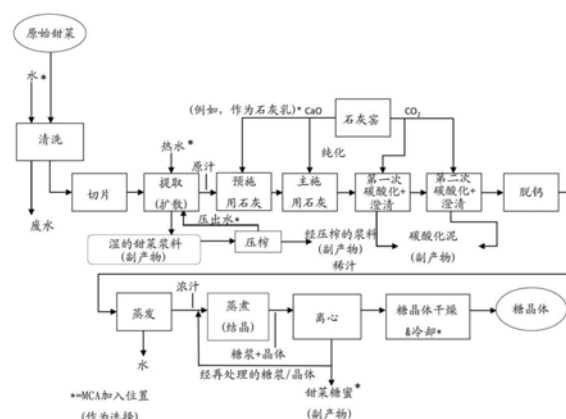 原始甜菜
水*
清洗
废水
切片
热水*
提取
(扩散)
原汁
压出水*
湿的甜菜浆料
(副产物)
压榨
经压榨的浆料
(副产物)
(例如，作为石灰乳)* CaO
石灰窑
CO2
纯化
预施
用石灰
主施
用石灰
第一次
碳酸化+
澄清
第二次
碳酸化+
澄清
脱钙
碳酸化泥
(副产物)
稀汁
蒸发
水
浓汁
蒸煮
(结晶)
糖浆+晶体
离心
经再处理的糖浆/晶体
甜菜糖蜜*
(副产物)
糖晶体干燥
&冷却*
糖晶体
*=MCA加入位置
(作为选择)